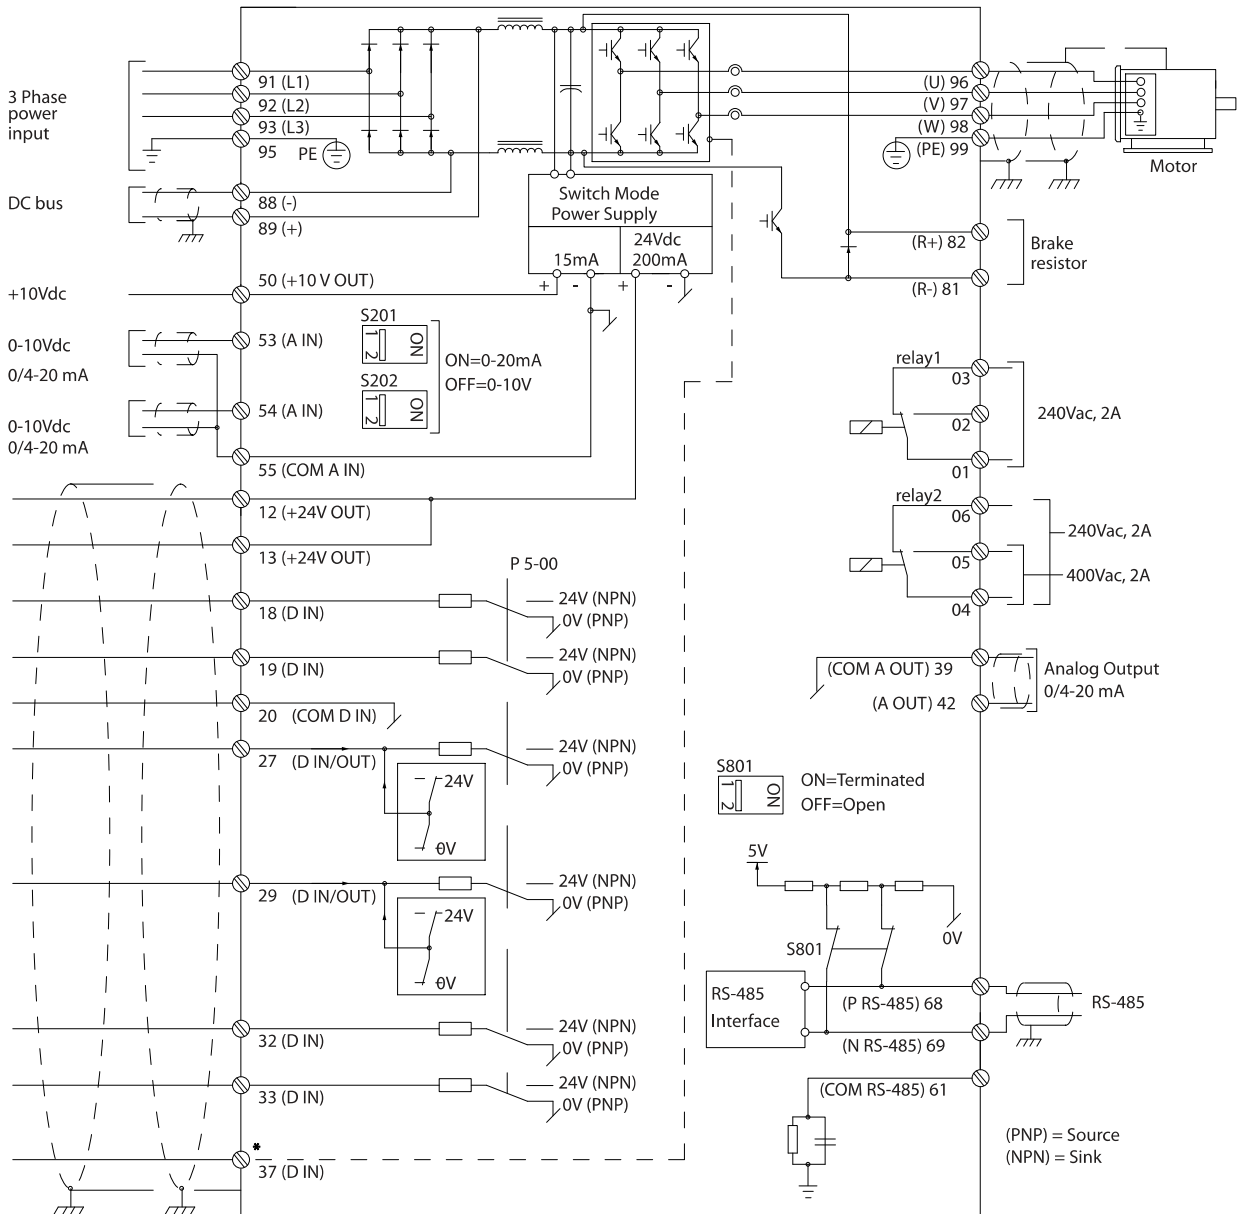 3 Phase
power
input
91 (L1)
92 (L2)
93 (L3)
95
PE
DC bus
88 (-)
89 (+)
+10Vdc
50 (+10 V OUT)
0-10Vdc
0/4-20 mA
53 (A IN)
0-10Vdc
0/4-20 mA
54 (A IN)
55 (COM A IN)
S201
1
2
ON
S202
1
2
ON
ON=0-20mA
OFF=0-10V
Switch Mode
Power Supply
24Vdc
15mA
200mA
+
-
+
-
12 (+24V OUT)
13 (+24V OUT)
P 5-00
18 (D IN)
24V (NPN)
0V (PNP)
19 (D IN)
24V (NPN)
0V (PNP)
20 (COM D IN)
27 (D IN/OUT)
24V (NPN)
0V (PNP)
24V
0V
29 (D IN/OUT)
24V (NPN)
0V (PNP)
24V
0V
32 (D IN)
24V (NPN)
0V (PNP)
33 (D IN)
24V (NPN)
0V (PNP)
*
37 (D IN)
(U) 96
(V) 97
(W) 98
(PE) 99
Motor
(R+) 82
Brake
resistor
(R-) 81
relay1
03
02
01
240Vac, 2A
relay2
06
05
04
240Vac, 2A
400Vac, 2A
(COM A OUT) 39
(A OUT) 42
Analog Output
0/4-20 mA
S801
1
2
ON
ON=Terminated
OFF=Open
5V
0V
S801
RS-485
Interface
(P RS-485) 68
(N RS-485) 69
RS-485
(COM RS-485) 61
(PNP) = Source
(NPN) = Sink